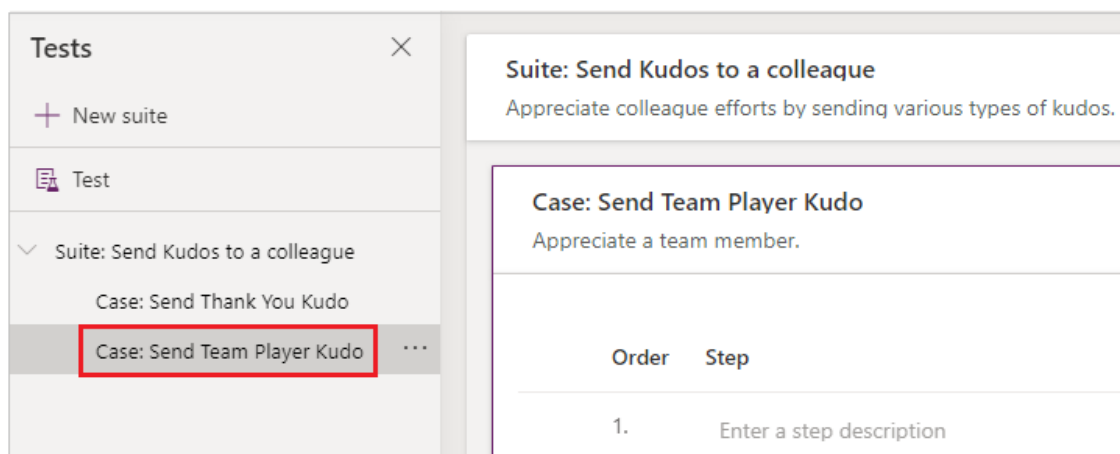 Tests
New suite
Test
Suite: Send Kudos to a colleague
Case: Send Thank You Kudo
Case: Send Team Player Kudo
Suite: Send Kudos to a colleague
Appreciate colleague efforts by sending various types of kudos.
Case: Send Team Player Kudo
Appreciate a team member.
Order Step
1. Enter a step description